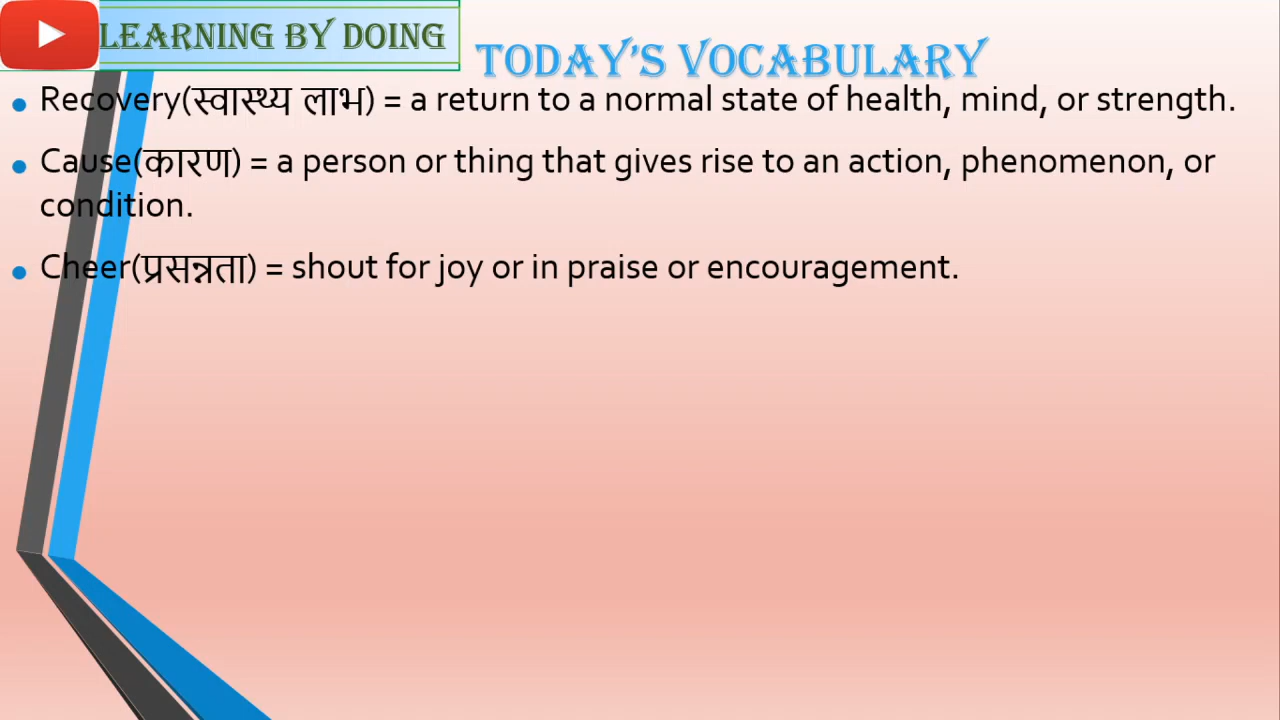 LEARNING BY DOING
TODAY'S VOCABULARY
Recovery(स्वास्थ्य लाभ) = a return to a normal state of health, mind, or strength.
Cause(कारण) = a person or thing that gives rise to an action, phenomenon, or
condition.
Cheer(प्रसन्नता) = shout for joy or in praise or encouragement.